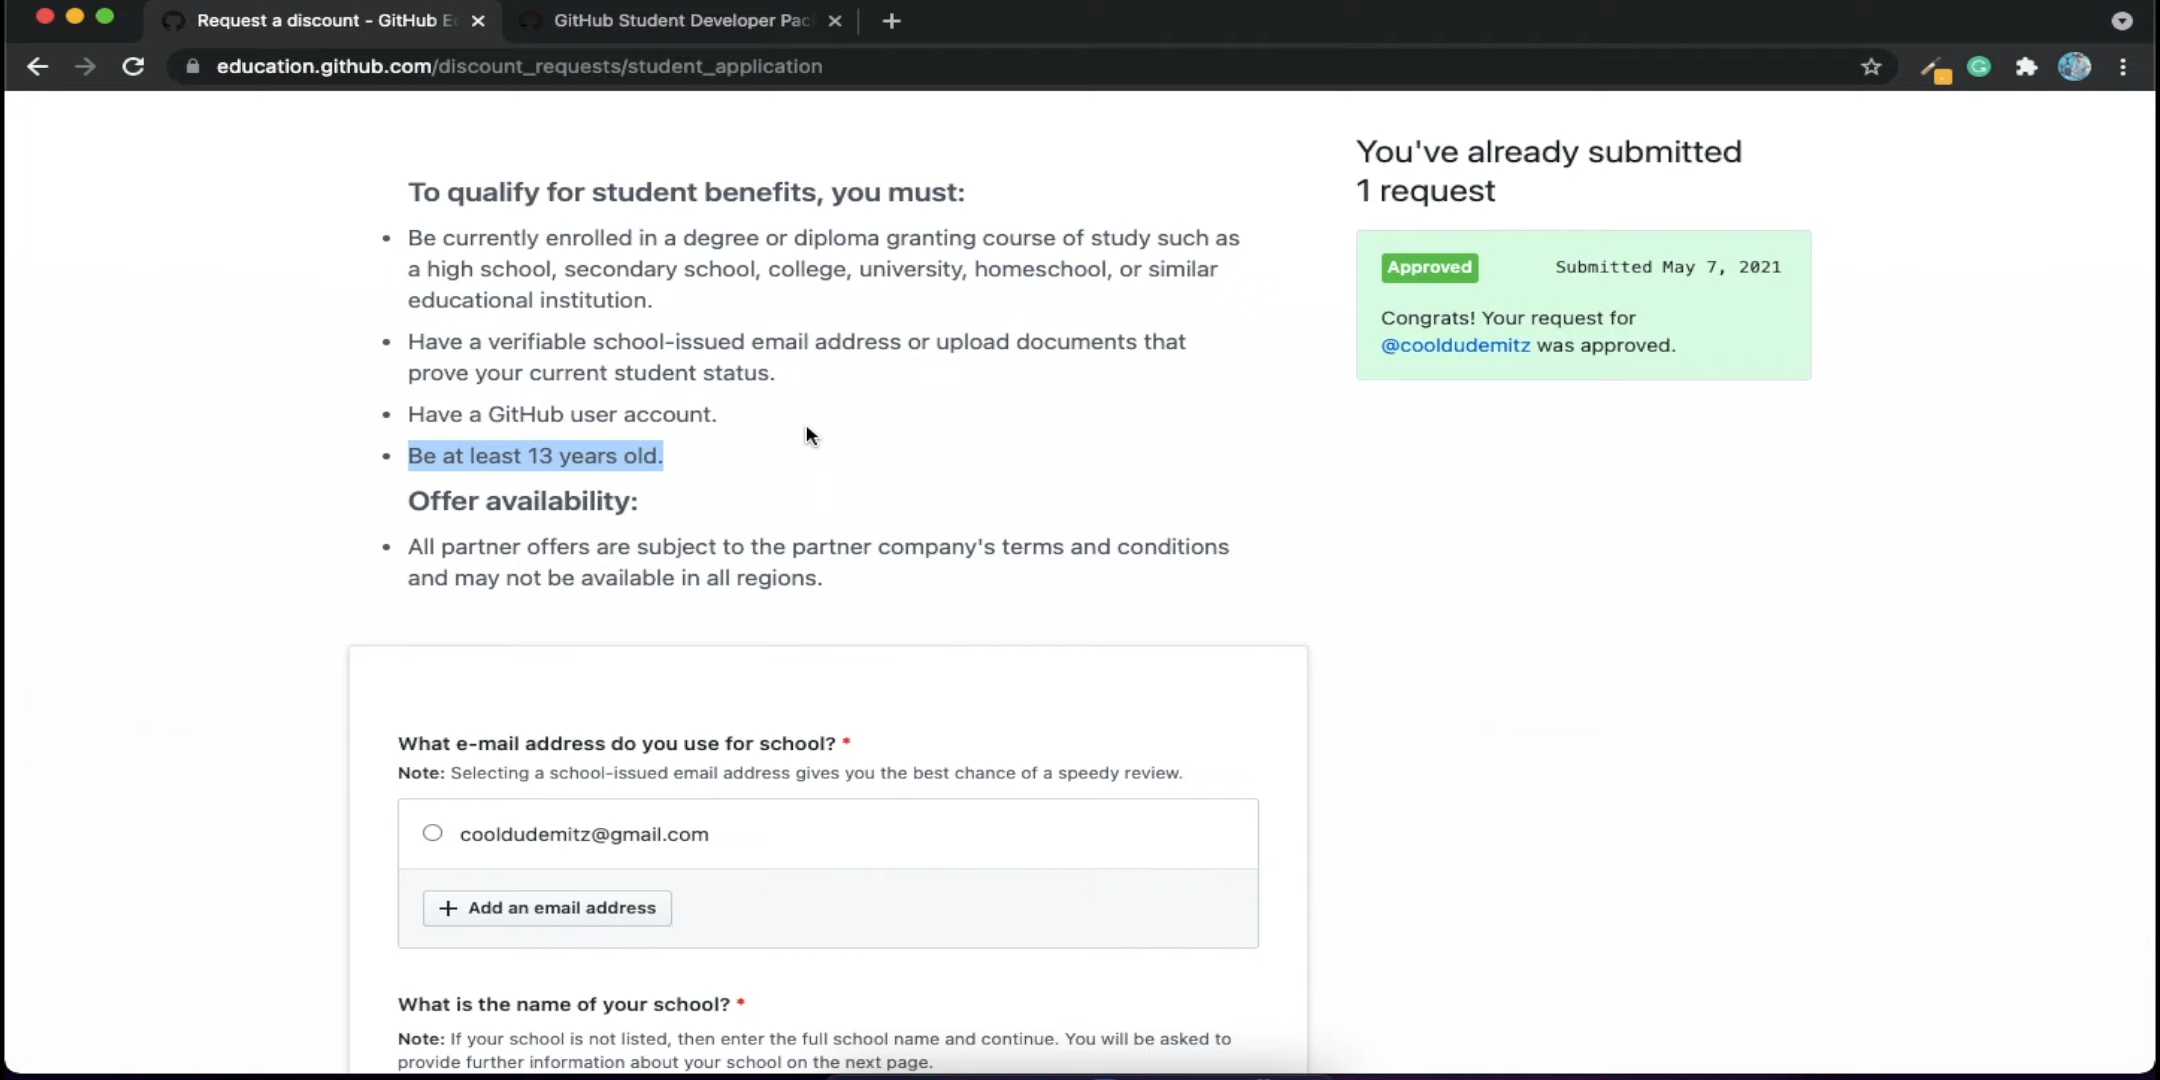 Request a discount - GitHub E
GitHub Student Developer Pac
education.github.com/discount_requests/student_application
To qualify for student benefits, you must:
• Be currently enrolled in a degree or diploma granting course of study such as
a high school, secondary school, college, university, homeschool, or similar
educational institution.
• Have a verifiable school-issued email address or upload documents that
prove your current student status.
• Have a GitHub user account.
• Be at least 13 years old.
Offer availability:
• All partner offers are subject to the partner company's terms and conditions
and may not be available in all regions.
You've already submitted
1 request
Approved Submitted May 7, 2021
Congrats! Your request for
@cooldudemitz was approved.
What e-mail address do you use for school? *
Note: Selecting a school-issued email address gives you the best chance of a speedy review.
cooldudemitz@gmail.com
+ Add an email address
What is the name of your school? *
Note: If your school is not listed, then enter the full school name and continue. You will be asked to
provide further information about your school on the next page.